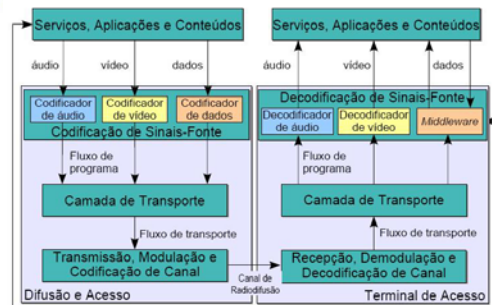 Serviços, Aplicações e Conteúdos
áudio
vídeo
dados
Codificador
de áudio
Codificador
de vídeo
Codificador
de dados
Codificação de Sinais-Fonte
Fluxo de
programa
Camada de Transporte
Fluxo de transporte
Transmissão, Modulação e
Codificação de Canal
Difusão e Acesso
Canal de
Radiodifusão
Serviços, Aplicações e Conteúdos
áudio
vídeo
dados
Decodificação de Sinais-Fonte
Decodificador
de áudio
Decodificador
de vídeo
Middleware
Fluxo de
programa
Camada de Transporte
Fluxo de transporte
Recepção, Demodulação e
Decodificação de Canal
Terminal de Acesso